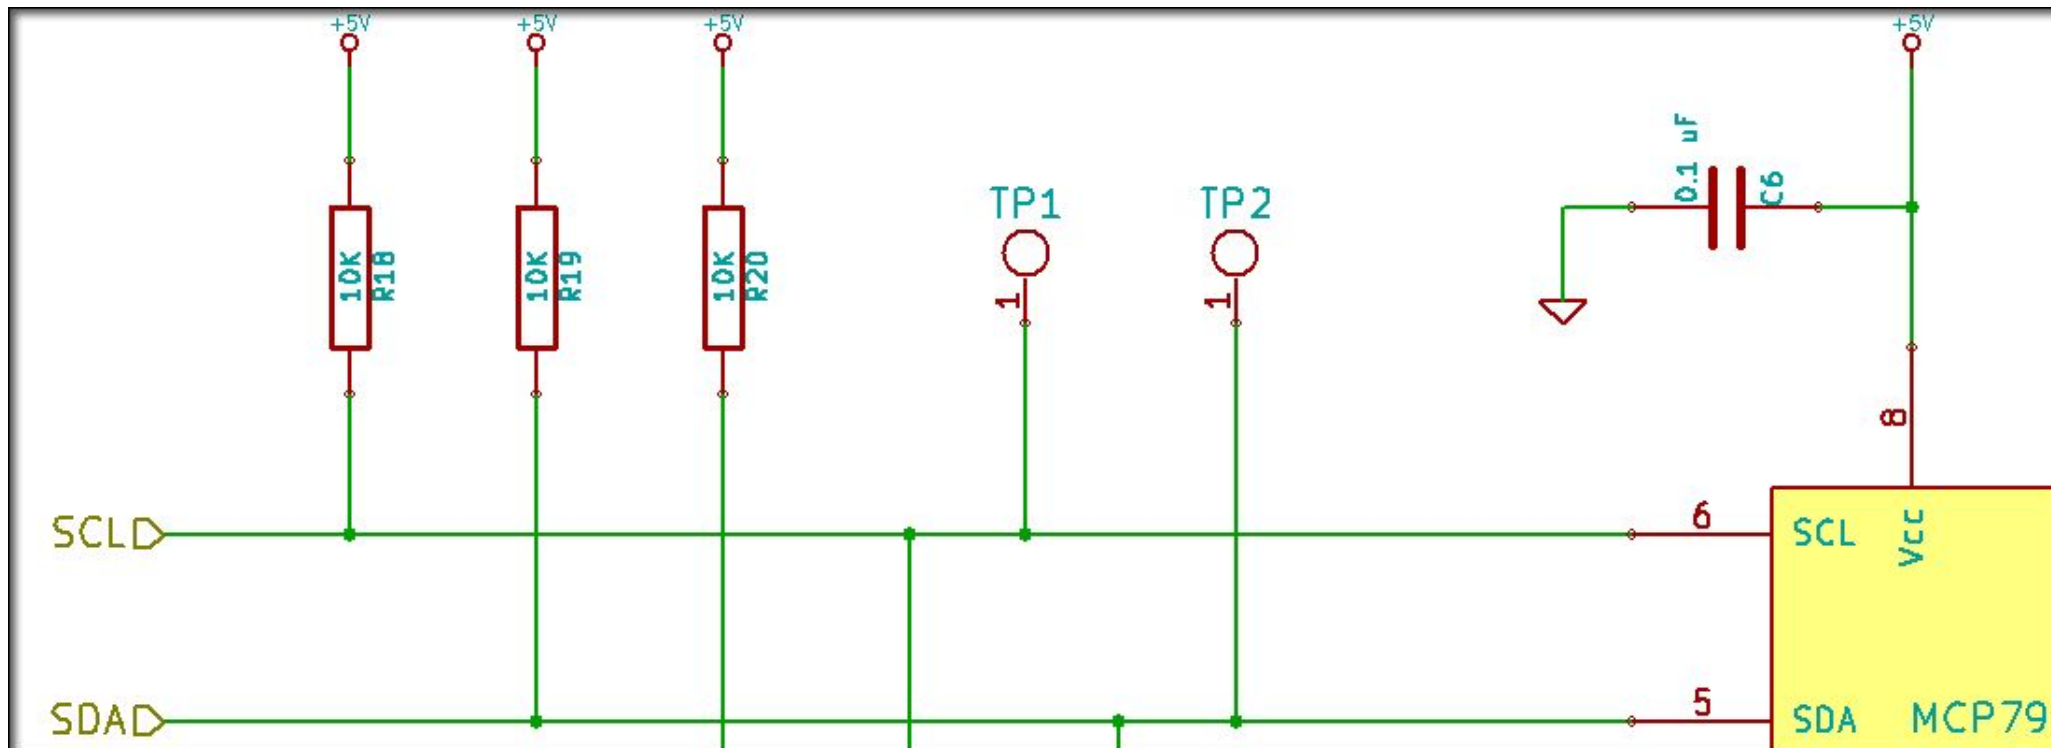 +5V
+5V
+5V
+5V
0.1 uF
C6
TP1
TP2
10K
R18
10K
R19
10K
R20
1
1
8
SCL
6
SCL
Vcc
SDA
5
SDA
MCP79